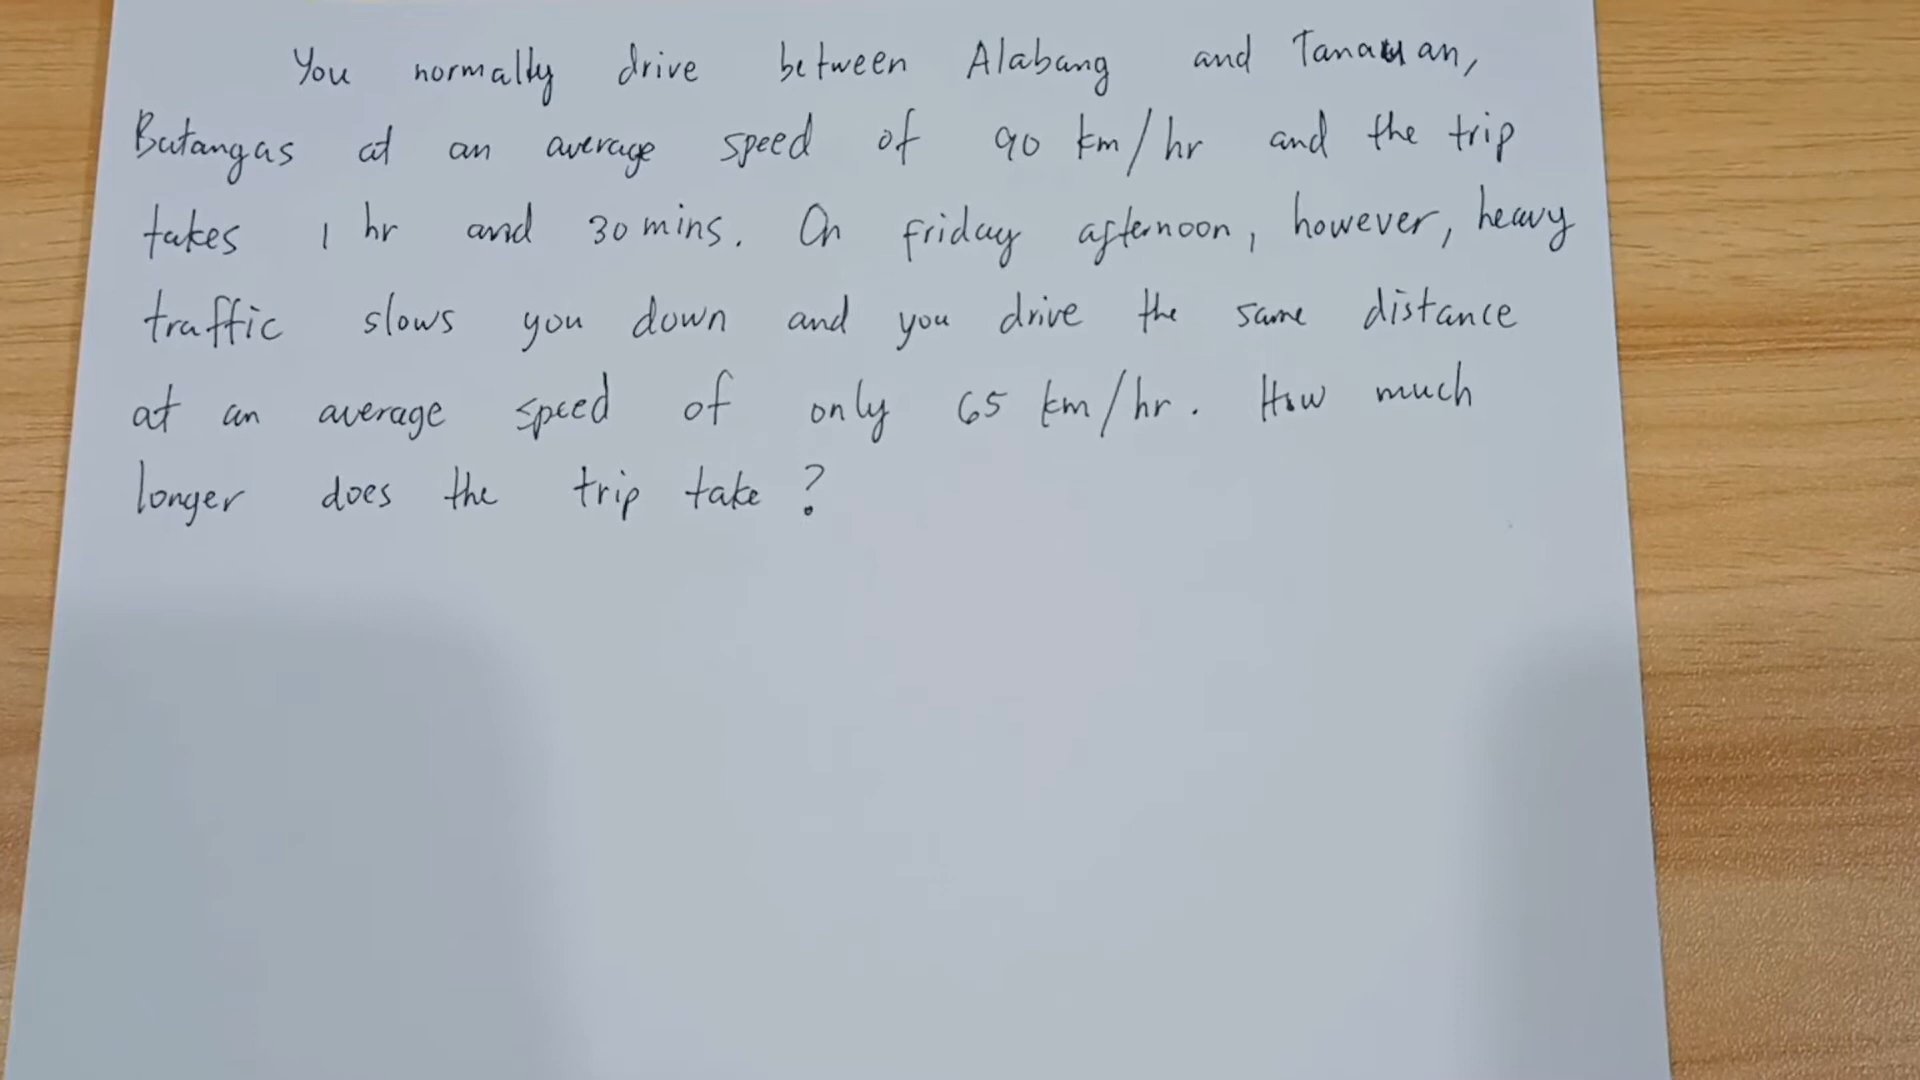 You normally drive between Alabang and Tanauan,
Batangas at an average speed of 90 km/hr and the trip
takes 1 hr and 30 mins. On friday afternoon, however, heavy
traffic slows you down and you drive the same distance
at an average speed of only 65 km/hr. How much
longer does the trip take?